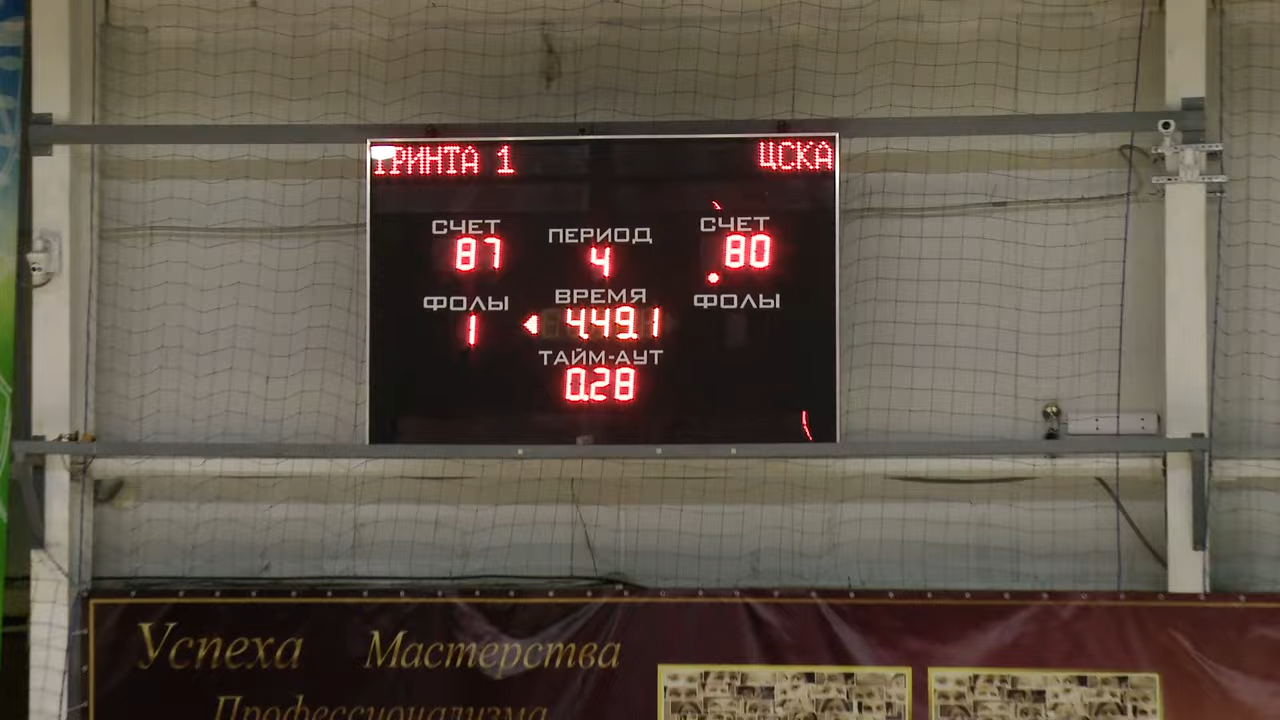 ТРИНТА 1 ЦСКА
СЧЕТ ПЕРИОД СЧЕТ
87 4 80
ФОЛЫ ВРЕМЯ ФОЛЫ
1 4.49.1
ТАЙМ-АУТ
0.28
Успеха Мастерства
Профессионализма